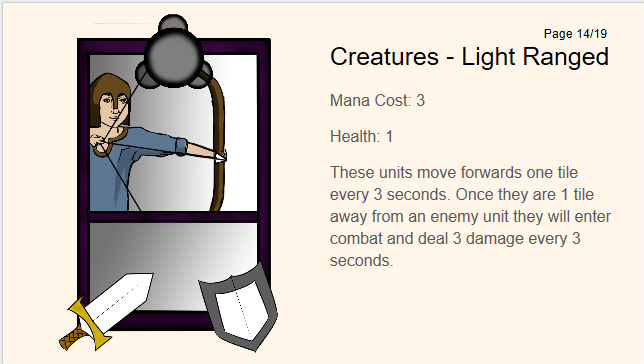 Page 14/19
Creatures - Light Ranged
Mana Cost: 3
Health: 1
These units move forwards one tile
every 3 seconds. Once they are 1 tile
away from an enemy unit they will enter
combat and deal 3 damage every 3
seconds.